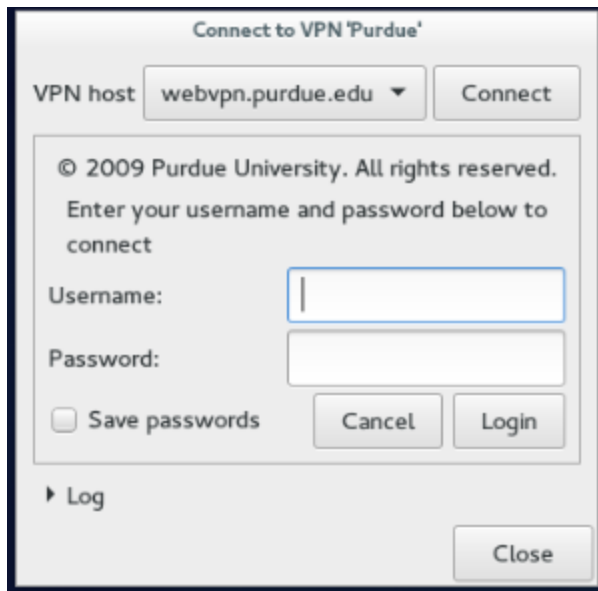 Connect to VPN 'Purdue'
VPN host webvpn.purdue.edu Connect
© 2009 Purdue University. All rights reserved.
Enter your username and password below to
connect
Username:
Password:
Save passwords Cancel Login
Log
Close